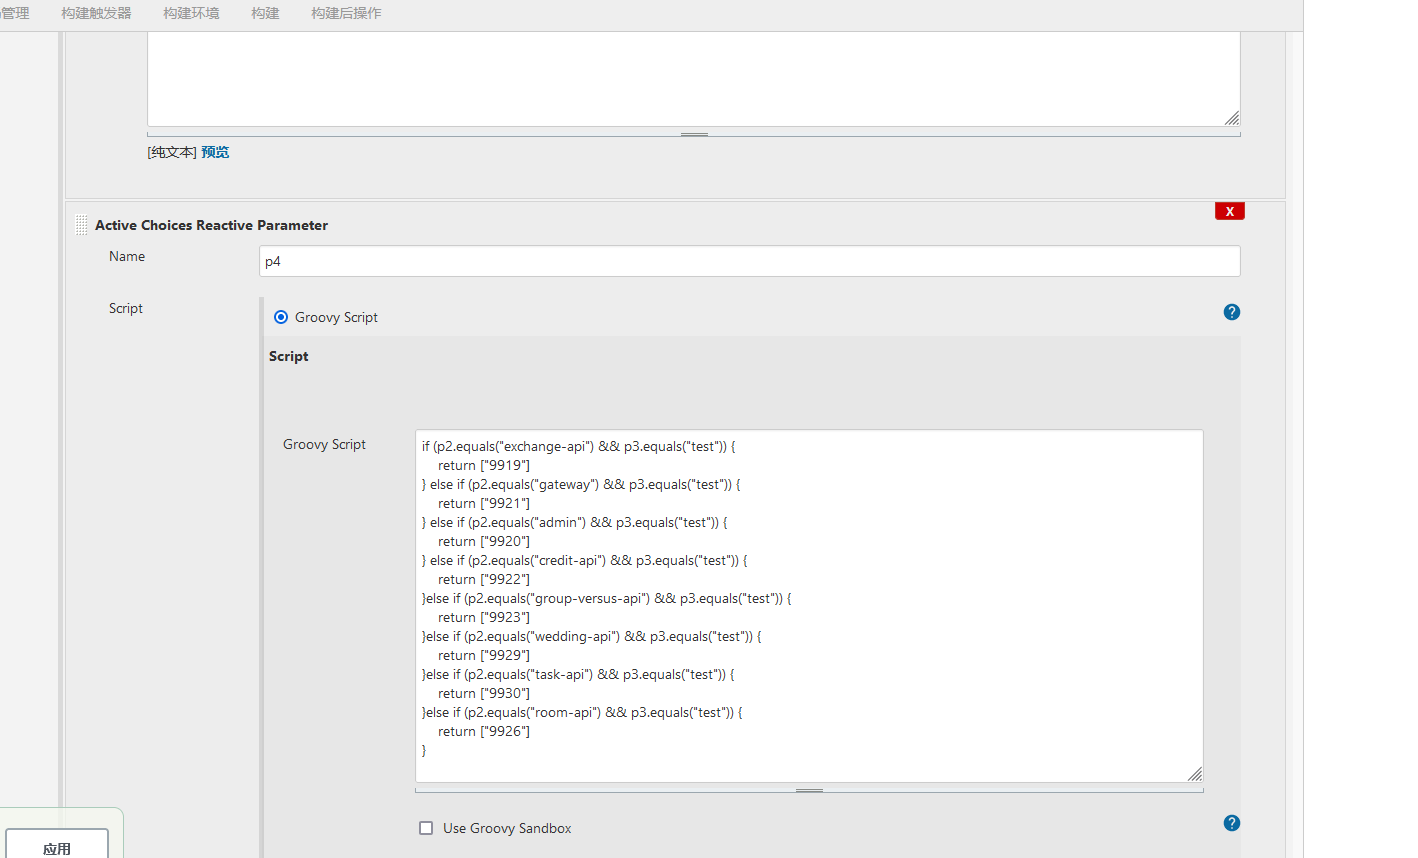 管理 构建触发器 构建环境 构建 构建后操作
[纯文本] 预览
X
Active Choices Reactive Parameter
Name
p4
Script
Groovy Script
?
Script
Groovy Script
if (p2.equals("exchange-api") && p3.equals("test")) {
return ["9919"]
} else if (p2.equals("gateway") && p3.equals("test")) {
return ["9921"]
} else if (p2.equals("admin") && p3.equals("test")) {
return ["9920"]
} else if (p2.equals("credit-api") && p3.equals("test")) {
return ["9922"]
}else if (p2.equals("group-versus-api") && p3.equals("test")) {
return ["9923"]
}else if (p2.equals("wedding-api") && p3.equals("test")) {
return ["9929"]
}else if (p2.equals("task-api") && p3.equals("test")) {
return ["9930"]
}else if (p2.equals("room-api") && p3.equals("test")) {
return ["9926"]
}
Use Groovy Sandbox
?
应用